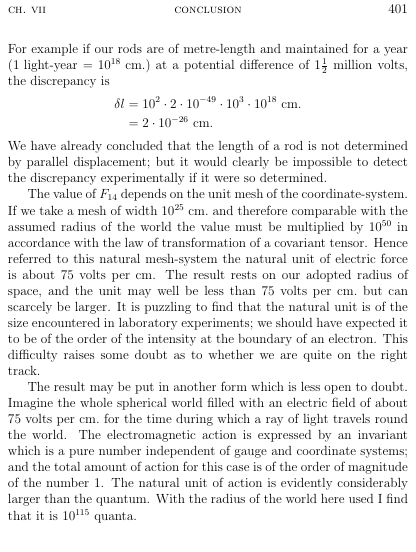 CH. VII CONCLUSION 401
For example if our rods are of metre-length and maintained for a year
(1 light-year = 10^18 cm.) at a potential difference of 1½ million volts,
the discrepancy is
δl = 10^2 · 2 · 10^−49 · 10^3 · 10^18 cm.
= 2 · 10^−26 cm.
We have already concluded that the length of a rod is not determined
by parallel displacement; but it would clearly be impossible to detect
the discrepancy experimentally if it were so determined.
The value of F_14 depends on the unit mesh of the coordinate-system.
If we take a mesh of width 10^25 cm. and therefore comparable with the
assumed radius of the world the value must be multiplied by 10^50 in
accordance with the law of transformation of a covariant tensor. Hence
referred to this natural mesh-system the natural unit of electric force
is about 75 volts per cm. The result rests on our adopted radius of
space, and the unit may well be less than 75 volts per cm. but can
scarcely be larger. It is puzzling to find that the natural unit is of the
size encountered in laboratory experiments; we should have expected it
to be of the order of the intensity at the boundary of an electron. This
difficulty raises some doubt as to whether we are quite on the right
track.
The result may be put in another form which is less open to doubt.
Imagine the whole spherical world filled with an electric field of about
75 volts per cm. for the time during which a ray of light travels round
the world. The electromagnetic action is expressed by an invariant
which is a pure number independent of gauge and coordinate systems;
and the total amount of action for this case is of the order of magnitude
of the number 1. The natural unit of action is evidently considerably
larger than the quantum. With the radius of the world here used I find
that it is 10^115 quanta.